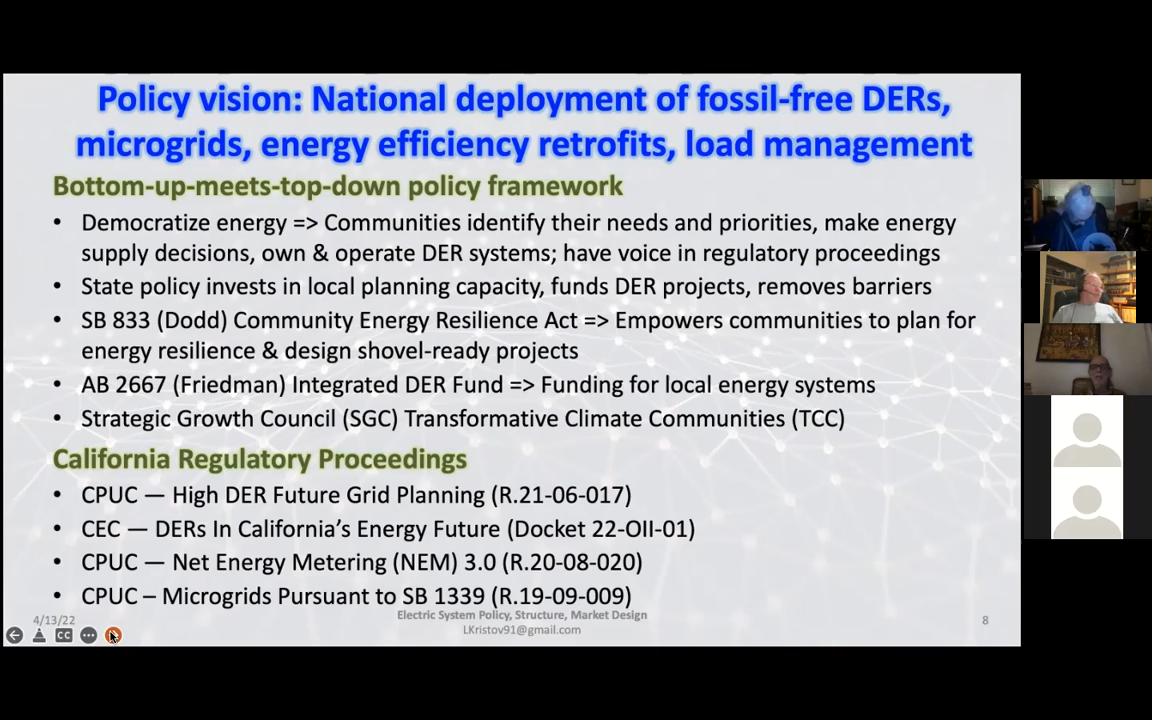 Policy vision: National deployment of fossil-free DERs,
microgrids, energy efficiency retrofits, load management
Bottom-up-meets-top-down policy framework
• Democratize energy => Communities identify their needs and priorities, make energy
supply decisions, own & operate DER systems; have voice in regulatory proceedings
• State policy invests in local planning capacity, funds DER projects, removes barriers
• SB 833 (Dodd) Community Energy Resilience Act => Empowers communities to plan for
energy resilience & design shovel-ready projects
• AB 2667 (Friedman) Integrated DER Fund => Funding for local energy systems
• Strategic Growth Council (SGC) Transformative Climate Communities (TCC)
California Regulatory Proceedings
• CPUC — High DER Future Grid Planning (R.21-06-017)
• CEC — DERs In California’s Energy Future (Docket 22-OII-01)
• CPUC — Net Energy Metering (NEM) 3.0 (R.20-08-020)
• CPUC – Microgrids Pursuant to SB 1339 (R.19-09-009)
4/13/22
Electric System Policy, Structure, Market Design
LKristov91@gmail.com
8
CC